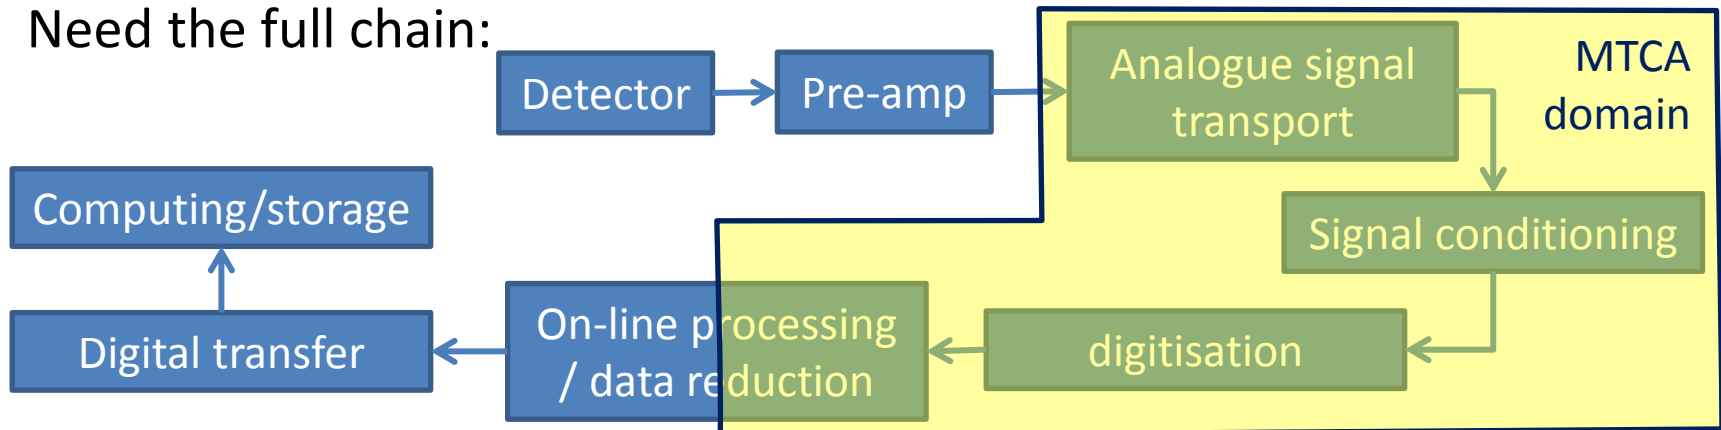 Need the full chain:
Detector
Pre-amp
Analogue signal
transport
MTCA
domain
Signal conditioning
digitisation
On-line processing
/ data reduction
Digital transfer
Computing/storage